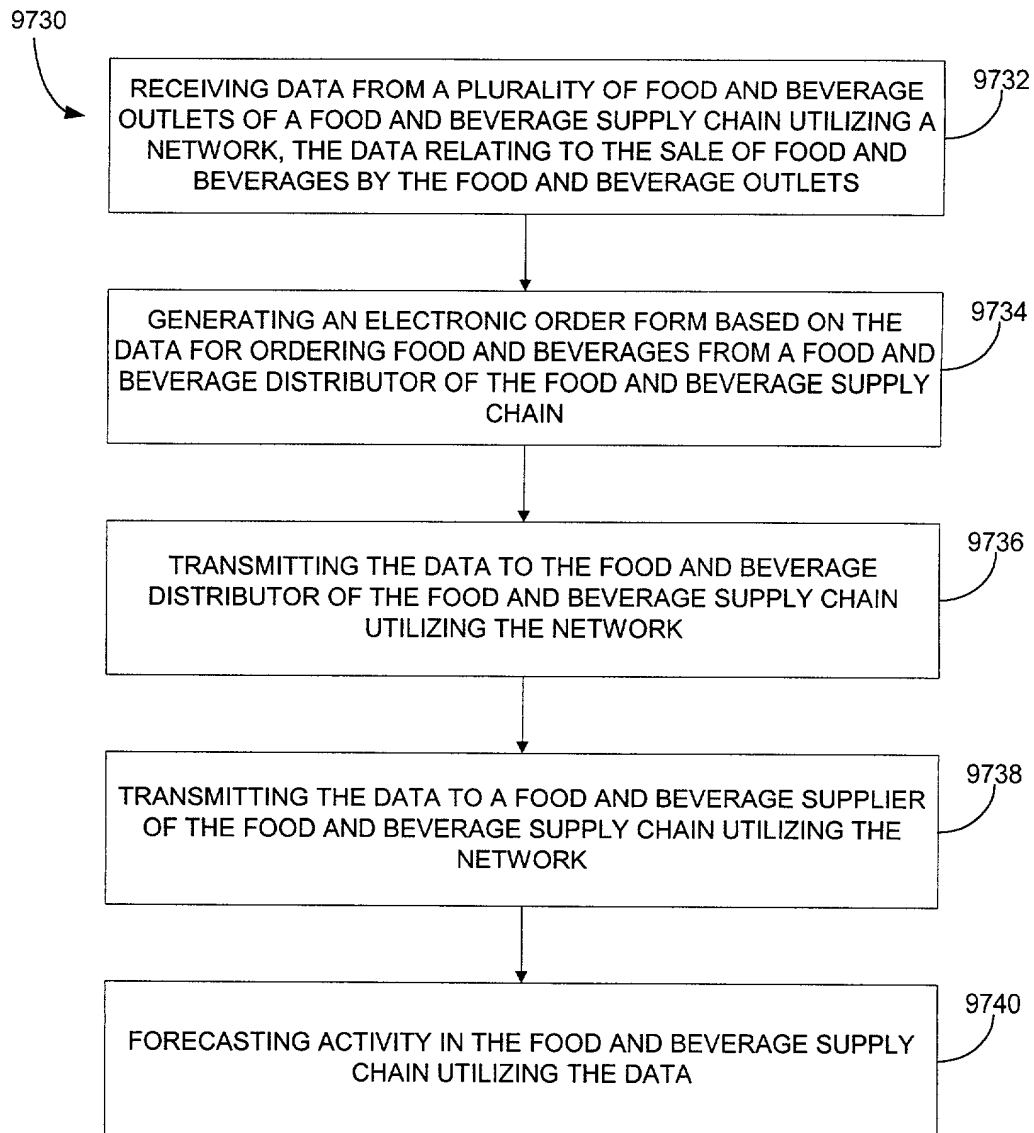 9730
9732
RECEIVING DATA FROM A PLURALITY OF FOOD AND BEVERAGE
OUTLETS OF A FOOD AND BEVERAGE SUPPLY CHAIN UTILIZING A
NETWORK, THE DATA RELATING TO THE SALE OF FOOD AND
BEVERAGES BY THE FOOD AND BEVERAGE OUTLETS
9734
GENERATING AN ELECTRONIC ORDER FORM BASED ON THE
DATA FOR ORDERING FOOD AND BEVERAGES FROM A FOOD AND
BEVERAGE DISTRIBUTOR OF THE FOOD AND BEVERAGE SUPPLY
CHAIN
9736
TRANSMITTING THE DATA TO THE FOOD AND BEVERAGE
DISTRIBUTOR OF THE FOOD AND BEVERAGE SUPPLY CHAIN
UTILIZING THE NETWORK
9738
TRANSMITTING THE DATA TO A FOOD AND BEVERAGE SUPPLIER
OF THE FOOD AND BEVERAGE SUPPLY CHAIN UTILIZING THE
NETWORK
9740
FORECASTING ACTIVITY IN THE FOOD AND BEVERAGE SUPPLY
CHAIN UTILIZING THE DATA